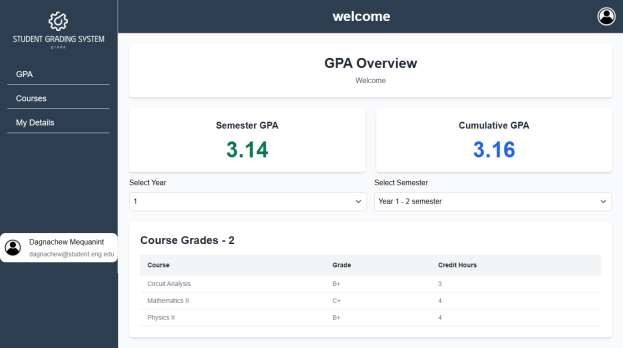 STUDENT GRADING SYSTEM
grade
GPA
Courses
My Details
Dagnachew Mequanint
dagnachew@student.eng.edu
welcome
GPA Overview
Welcome
Semester GPA
3.14
Cumulative GPA
3.16
Select Year
1
Select Semester
Year 1 - 2 semester
Course Grades - 2
Course Grade Credit Hours
Circuit Analysis B+ 3
Mathematics II C+ 4
Physics II B+ 4